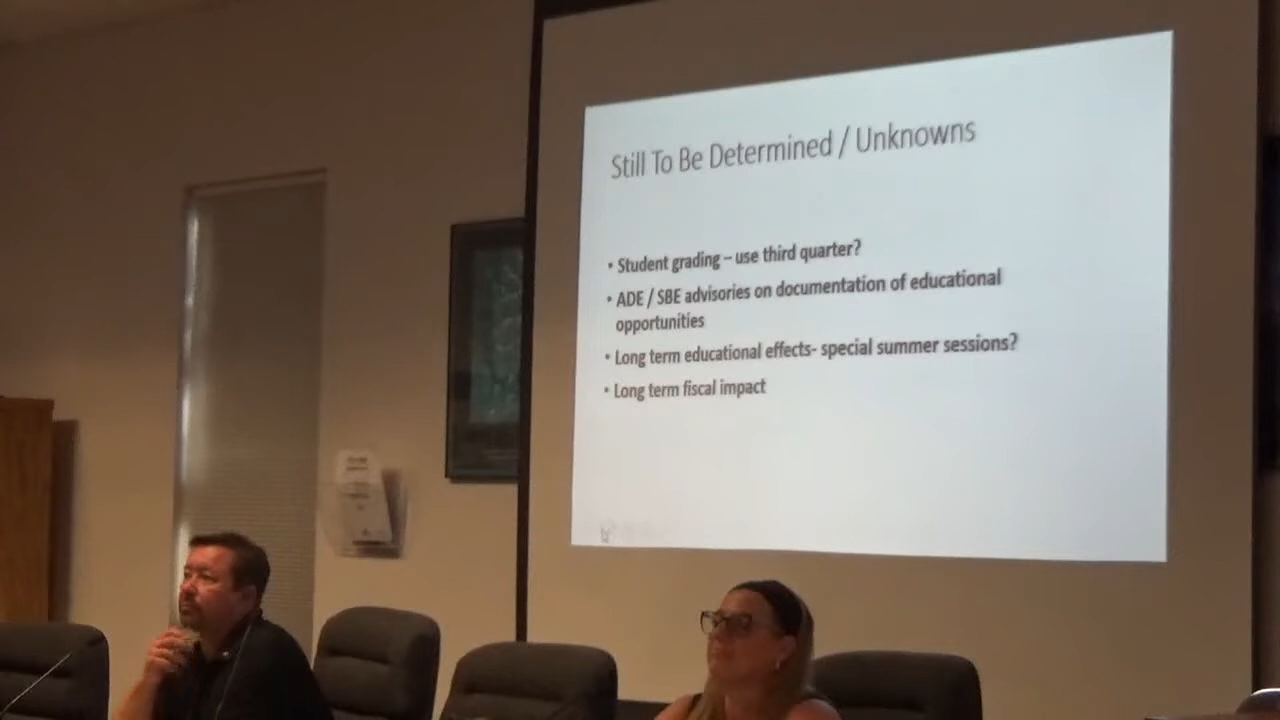 Still To Be Determined / Unknowns
• Student grading – use third quarter?
• ADE / SBE advisories on documentation of educational
opportunities
• Long term educational effects- special summer sessions?
• Long term fiscal impact